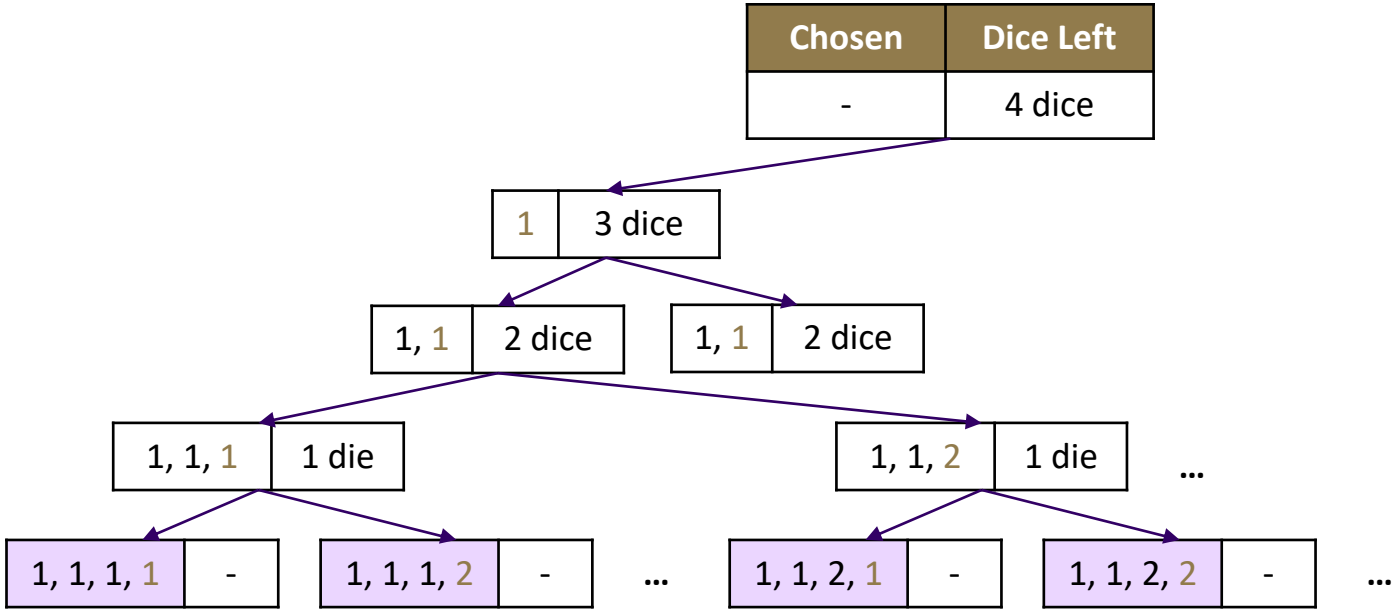 Chosen Dice Left
- 4 dice
1 3 dice
1, 1 2 dice 1, 1 2 dice
1, 1, 1 1 die 1, 1, 2 1 die …
1, 1, 1, 1 - 1, 1, 1, 2 - … 1, 1, 2, 1 - 1, 1, 2, 2 - …